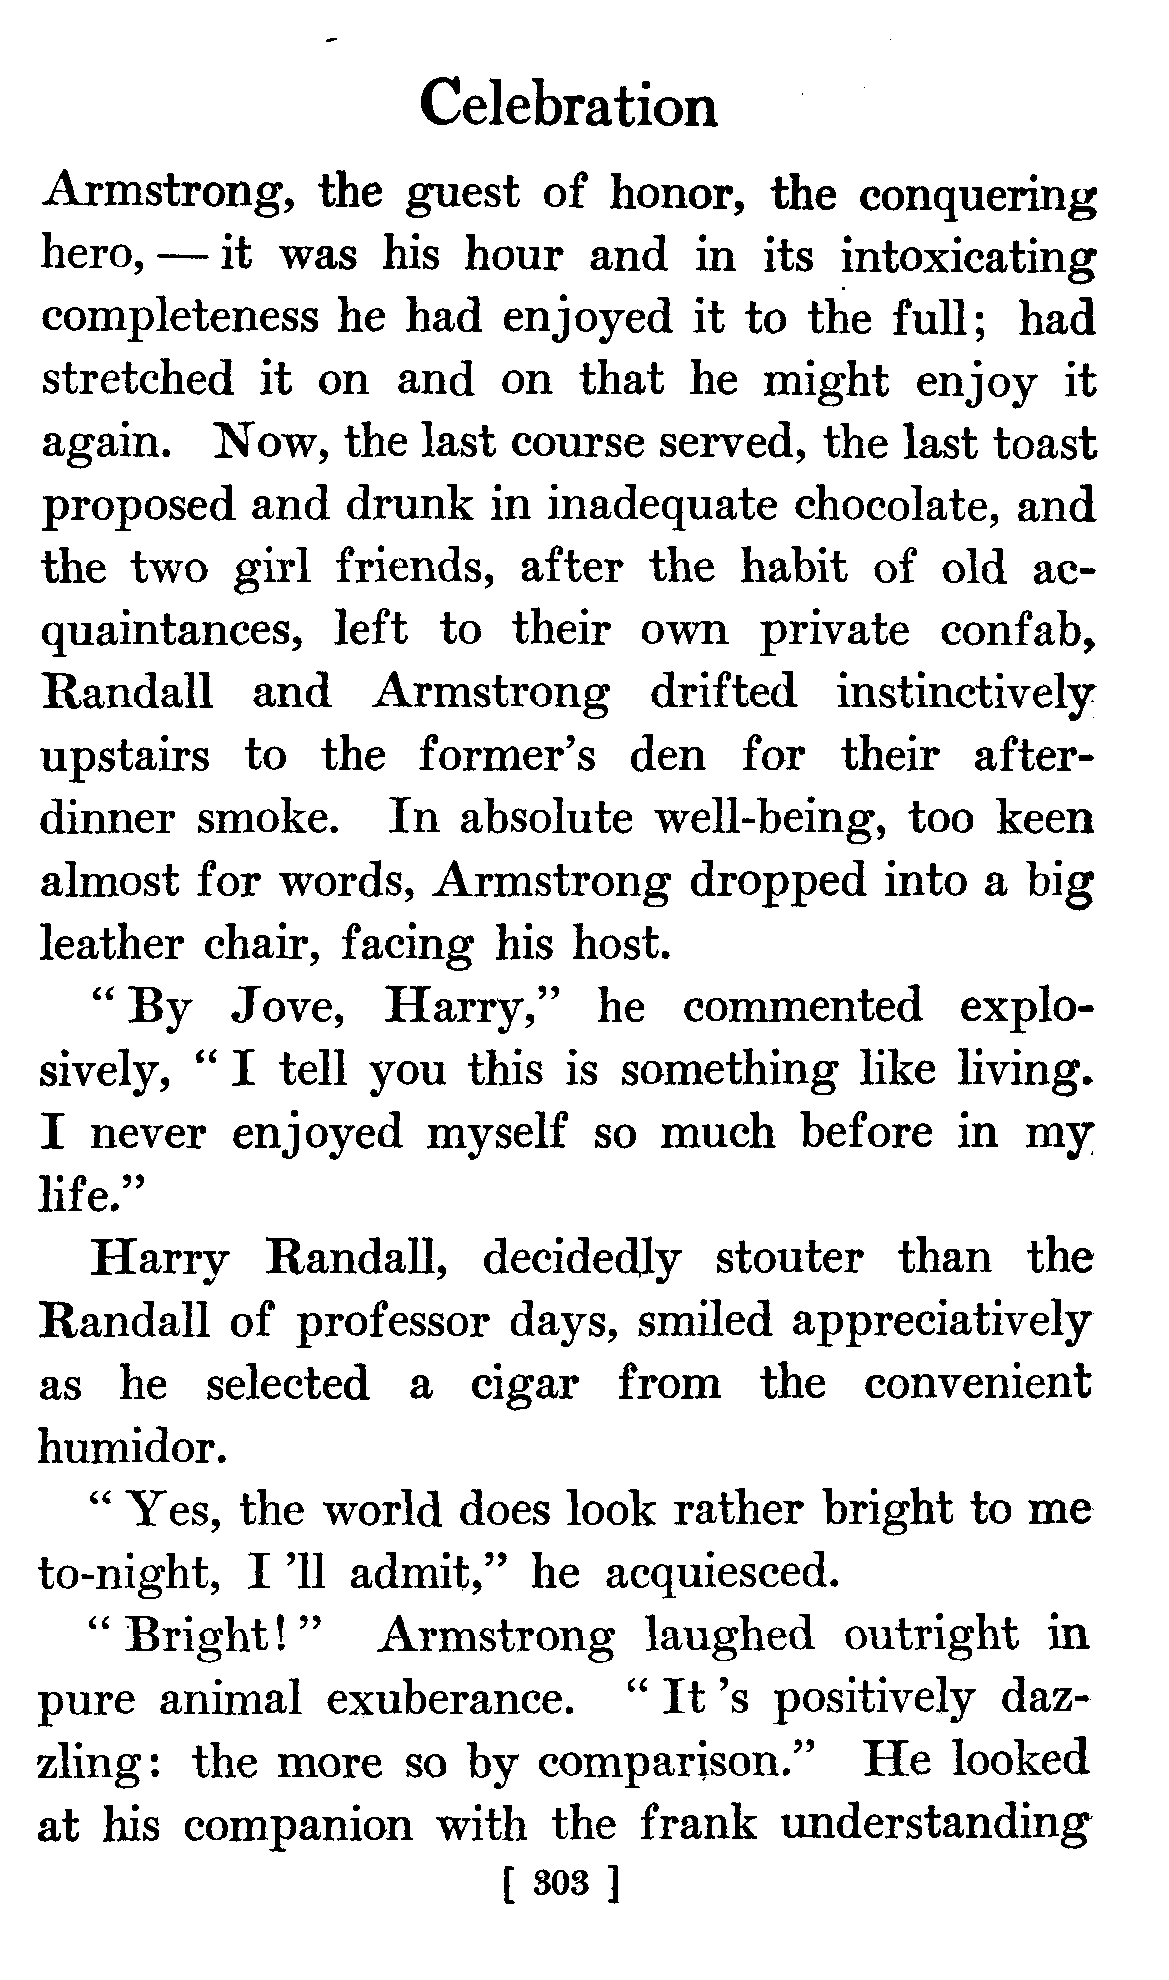 Celebration
Armstrong, the guest of honor, the conquering
hero, — it was his hour and in its intoxicating
completeness he had enjoyed it to the full; had
stretched it on and on that he might enjoy it
again. Now, the last course served, the last toast
proposed and drunk in inadequate chocolate, and
the two girl friends, after the habit of old ac-
quaintances, left to their own private confab,
Randall and Armstrong drifted instinctively
upstairs to the former's den for their after-
dinner smoke. In absolute well-being, too keen
almost for words, Armstrong dropped into a big
leather chair, facing his host.
“ By Jove, Harry,” he commented explo-
sively, “ I tell you this is something like living.
I never enjoyed myself so much before in my
life.”
Harry Randall, decidedly stouter than the
Randall of professor days, smiled appreciatively
as he selected a cigar from the convenient
humidor.
“ Yes, the world does look rather bright to me
to-night, I 'll admit,” he acquiesced.
“ Bright! ” Armstrong laughed outright in
pure animal exuberance. “ It 's positively daz-
zling: the more so by comparison.” He looked
at his companion with the frank understanding
[ 303 ]